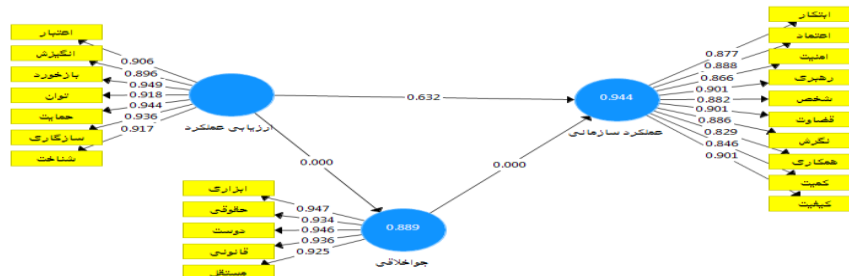 اعتبار
انگیزش
بازخورد
توان
حمایت
سازگاری
شناخت
0.906
0.896
0.949
0.918
0.944
0.936
0.917
ارزیابی عملکرد
0.632
0.000
0.000
ابتکار
اعتماد
امنیت
رهبری
شخص
قضاوت
نگرش
همکاری
کمیت
کیفیت
0.877
0.888
0.866
0.901
0.882
0.901
0.886
0.829
0.846
0.901
0.944
عملکرد سازمانی
ابزاری
حقوقی
دوست
قانونی
مستقل
0.947
0.934
0.946
0.936
0.925
0.889
جواخلاقی